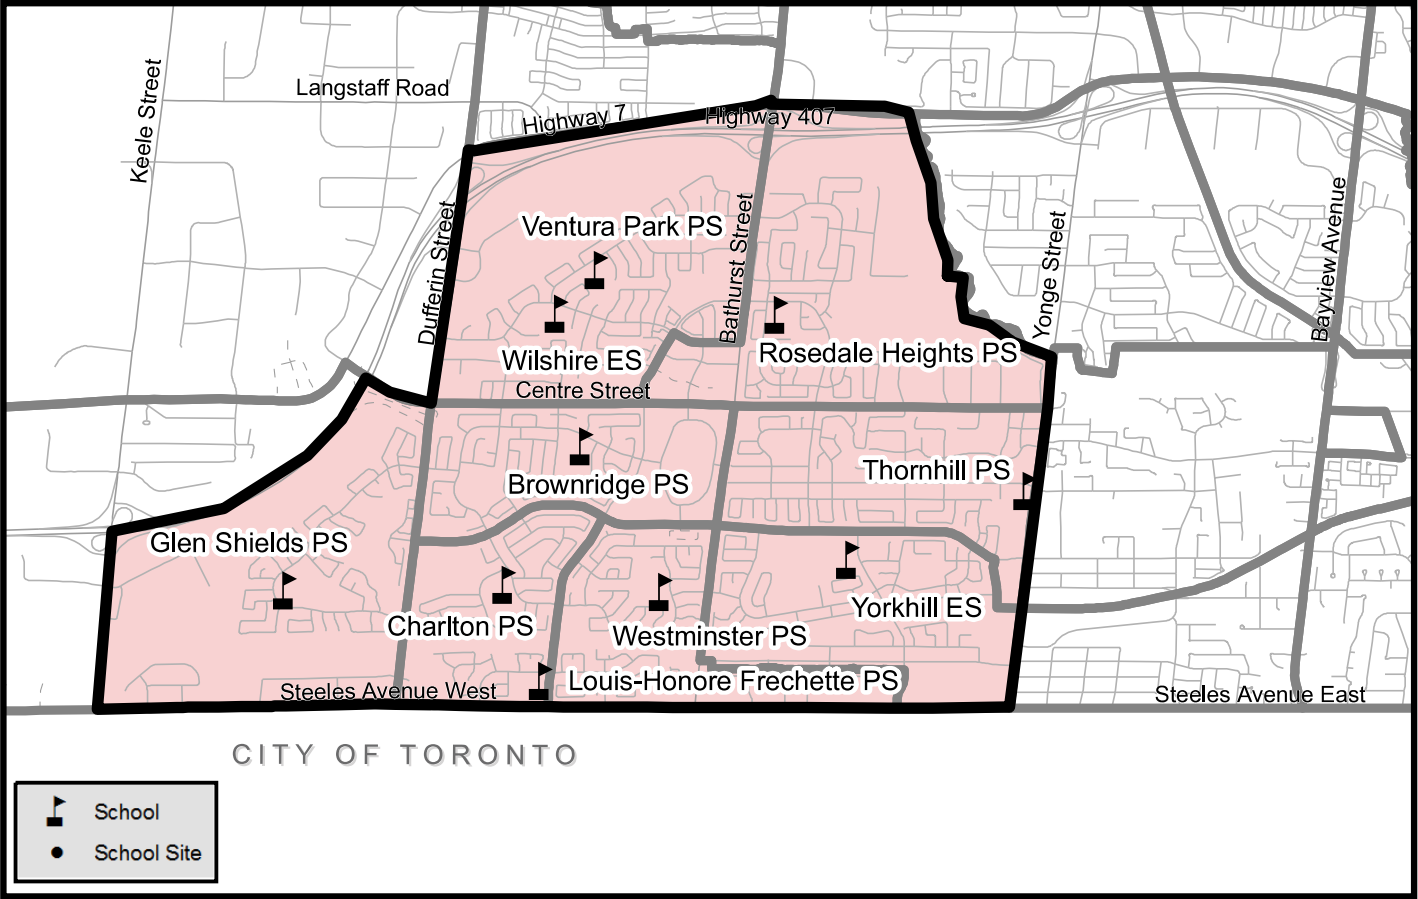 Keele Street
Langstaff Road
Highway 7
Highway 407
Dufferin Street
Ventura Park PS
Bathurst Street
Yonge Street
Bayview Avenue
Wilshire ES
Rosedale Heights PS
Centre Street
Brownridge PS
Thornhill PS
Glen Shields PS
Charlton PS
Westminster PS
Yorkhill ES
Louis-Honore Frechette PS
Steeles Avenue West
Steeles Avenue East
CITY OF TORONTO
School
School Site